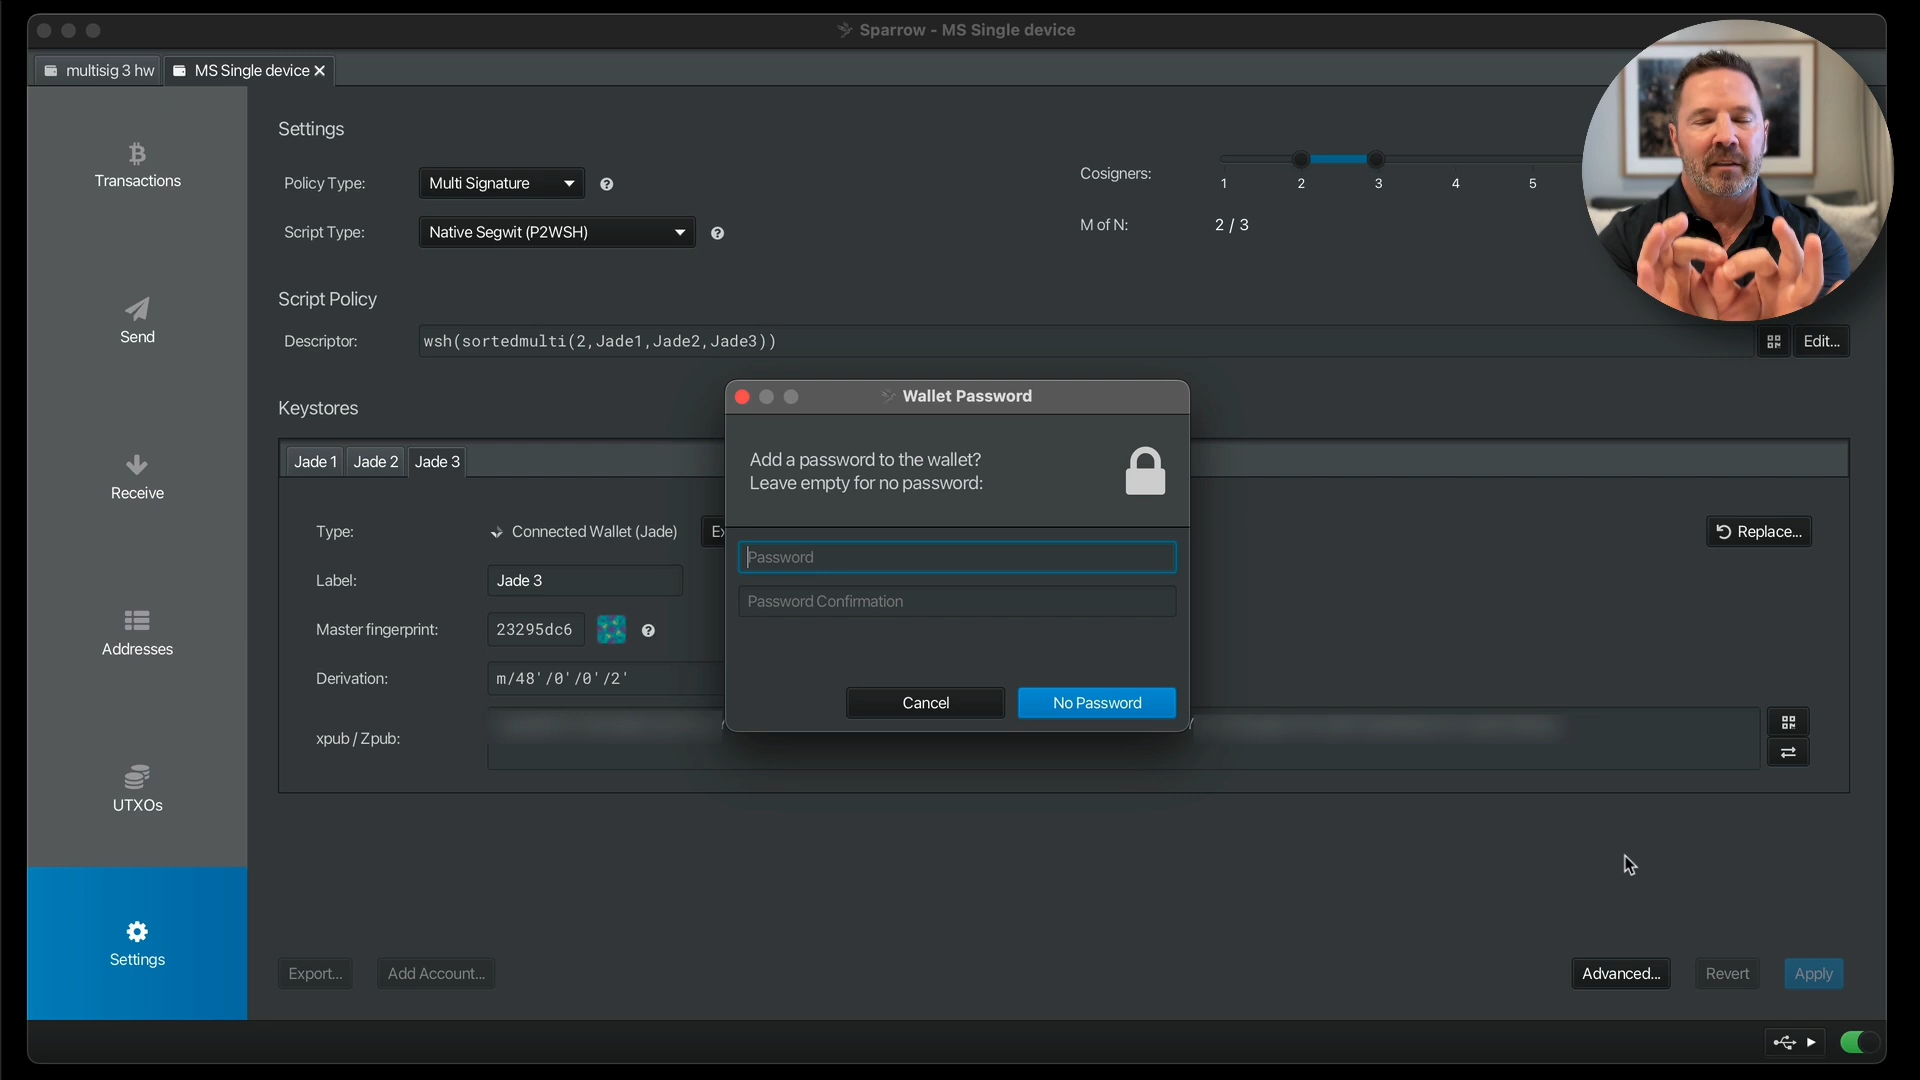 Sparrow - MS Single device
multisig 3 hw
MS Single device
Transactions
Send
Receive
Addresses
UTXOs
Settings
Settings
Policy Type:
Multi Signature
Script Type:
Native Segwit (P2WSH)
Cosigners:
1 2 3 4 5
M of N:
2 / 3
Script Policy
Descriptor:
wsh(sortedmulti(2,Jade1,Jade2,Jade3))
Edit...
Keystores
Jade 1
Jade 2
Jade 3
Type:
Connected Wallet (Jade)
Replace...
Label:
Jade 3
Master fingerprint:
23295dc6
Derivation:
m/48'/0'/0'/2'
xpub / Zpub:
Wallet Password
Add a password to the wallet?
Leave empty for no password:
Password
Password Confirmation
Cancel
No Password
Export...
Add Account...
Advanced...
Revert
Apply